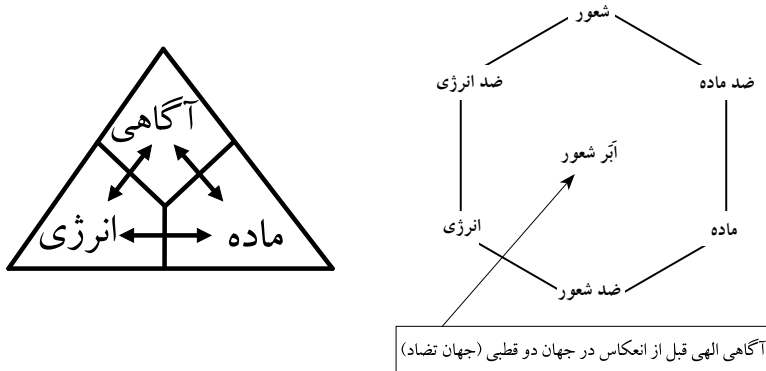 آگاهی
ماده
انرژی
شعور
ضد ماده
ضد انرژی
اَبَر شعور
ماده
انرژی
ضد شعور
آگاهی الهی قبل از انعکاس در جهان دو قطبی (جهان تضاد)